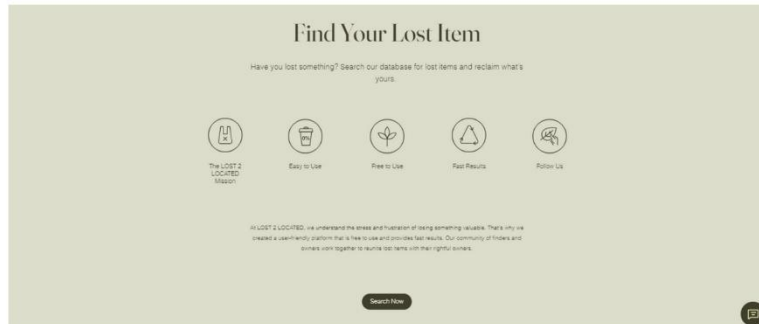 Find Your Lost Item
Have you lost something? Search our database for lost items and reclaim what's
yours.
0%
The LOST 2
LOCATED
Mission
Easy to Use
Free to Use
Fast Results
Follow Us
At LOST 2 LOCATED, we understand the stress and frustration of losing something valuable. That's why we
created a user-friendly platform that is free to use and provides fast results. Our community of finders and
owners work together to reunite lost items with their rightful owners.
Search Now